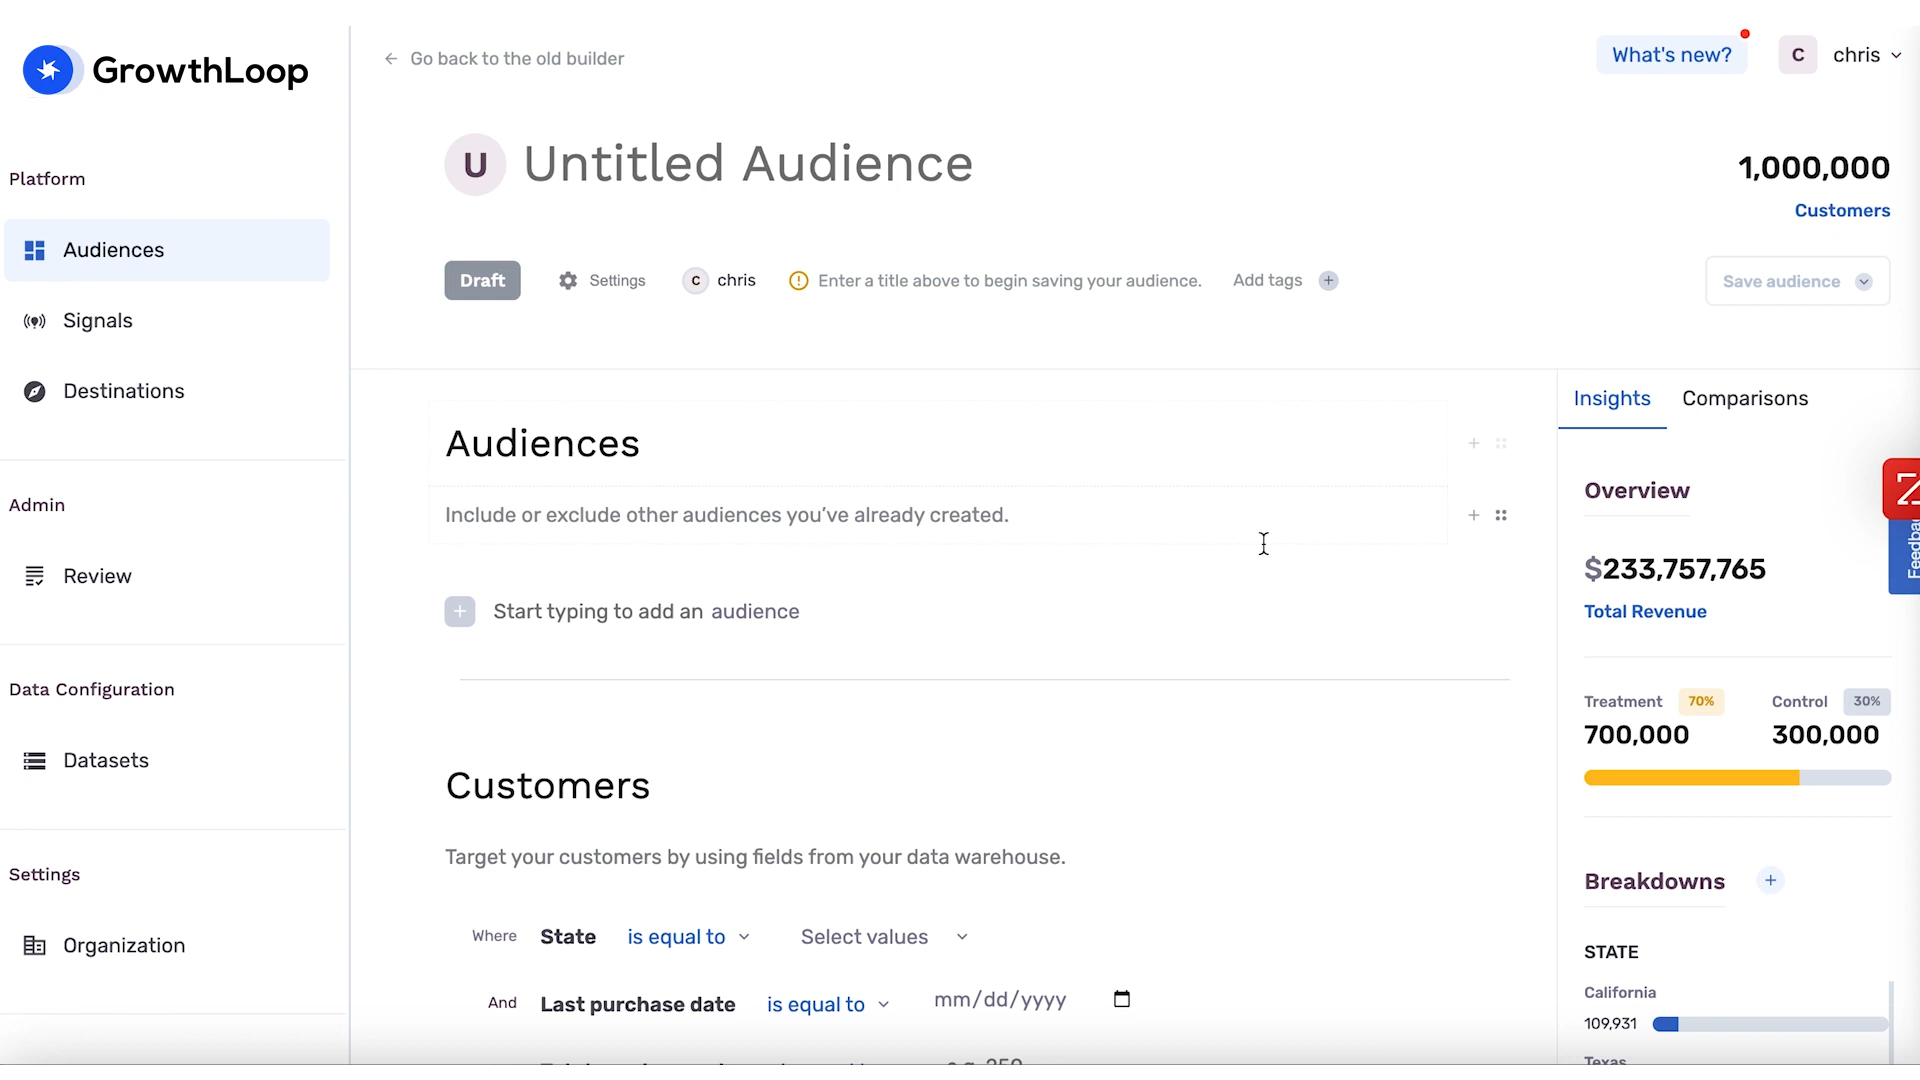 GrowthLoop
Go back to the old builder
What's new?
C
chris
U
Untitled Audience
1,000,000
Customers
Platform
Audiences
Signals
Destinations
Draft
Settings
C
chris
Enter a title above to begin saving your audience.
Add tags
Save audience
Admin
Review
Data Configuration
Datasets
Settings
Organization
Audiences
Include or exclude other audiences you've already created.
Start typing to add an audience
Customers
Target your customers by using fields from your data warehouse.
Where State is equal to Select values
And Last purchase date is equal to mm/dd/yyyy
Insights
Comparisons
Overview
$233,757,765
Total Revenue
Treatment 70%
700,000
Control 30%
300,000
Breakdowns
STATE
California
109,931
Texas